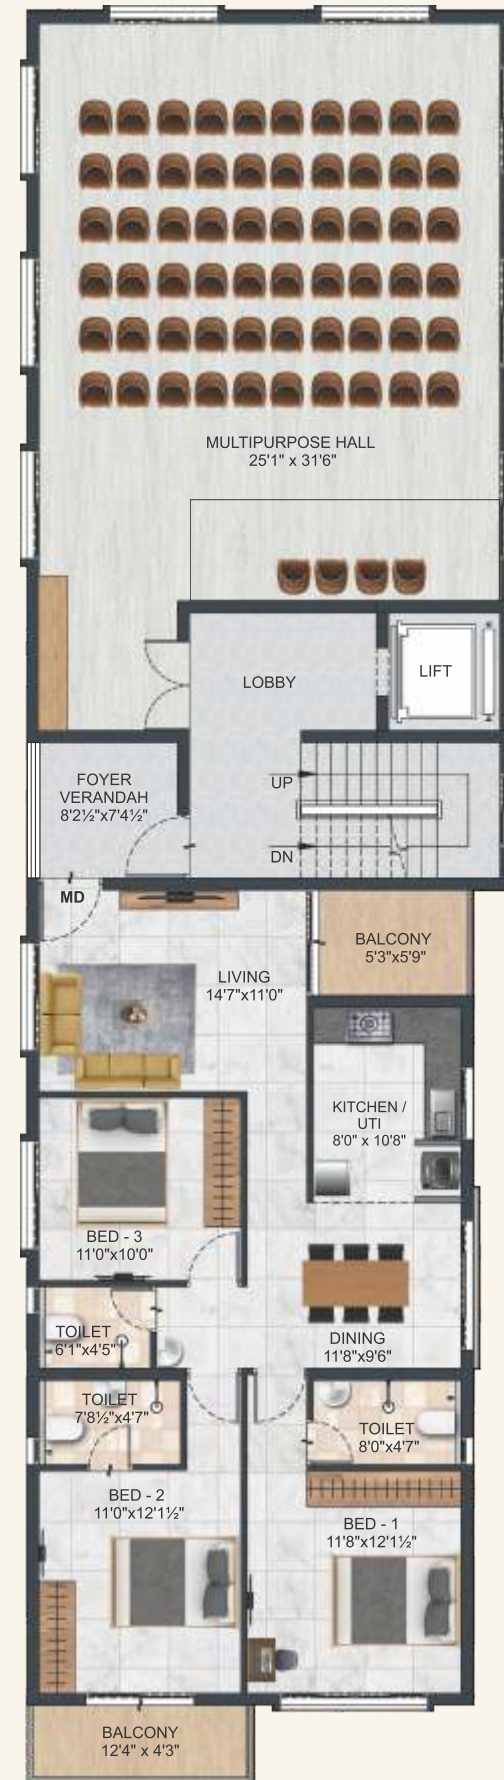 MULTIPURPOSE HALL
25'1" x 31'6"
LOBBY
LIFT
FOYER
VERANDAH
8'2½"x7'4½"
UP
DN
MD
BALCONY
5'3"x5'9"
LIVING
14'7"x11'0"
KITCHEN /
UTI
8'0" x 10'8"
BED - 3
11'0"x10'0"
TOILET
6'1"x4'5"
DINING
11'8"x9'6"
TOILET
7'8½"x4'7"
TOILET
8'0"x4'7"
BED - 2
11'0"x12'1½"
BED - 1
11'8"x12'1½"
BALCONY
12'4" x 4'3"